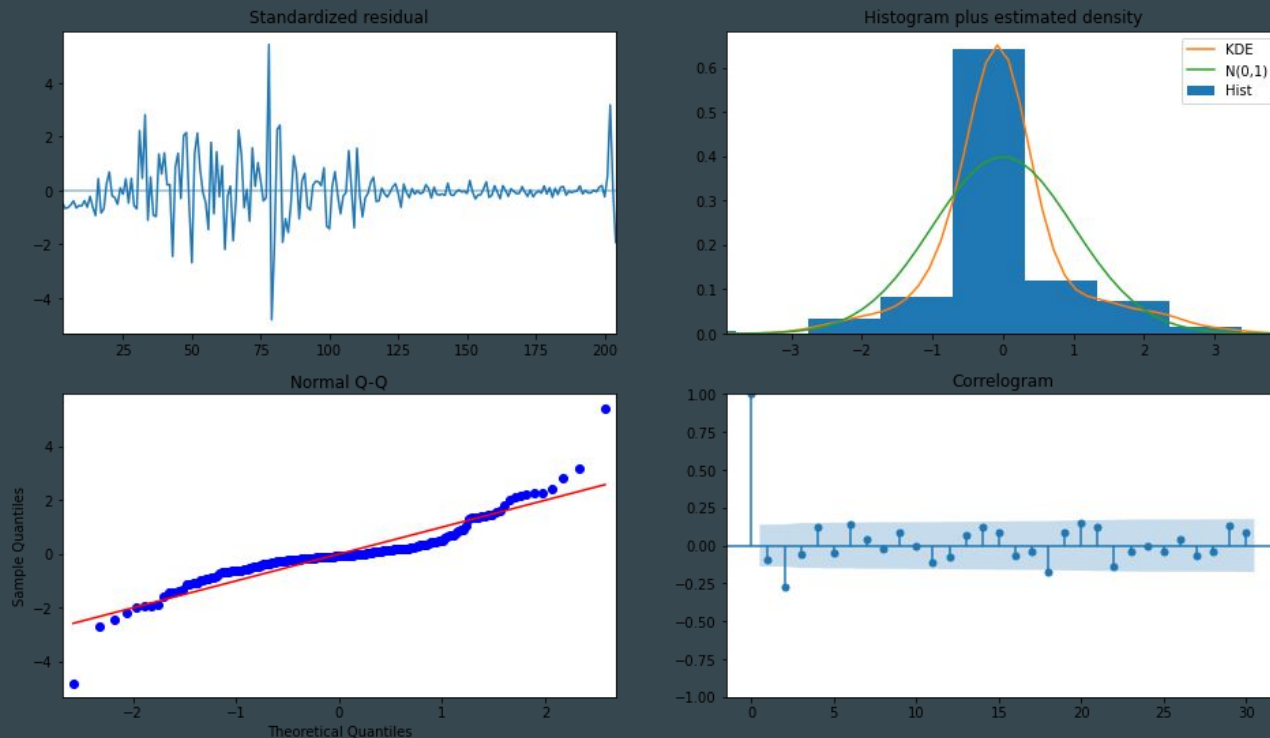 Standardized residual
4
2
0
−2
−4
25 50 75 100 125 150 175 200
Histogram plus estimated density
KDE
N(0,1)
Hist
0.6
0.5
0.4
0.3
0.2
0.1
0.0
−3 −2 −1 0 1 2 3
Normal Q-Q
Sample Quantiles
4
2
0
−2
−4
−2 −1 0 1 2
Theoretical Quantiles
Correlogram
1.00
0.75
0.50
0.25
0.00
−0.25
−0.50
−0.75
−1.00
0 5 10 15 20 25 30